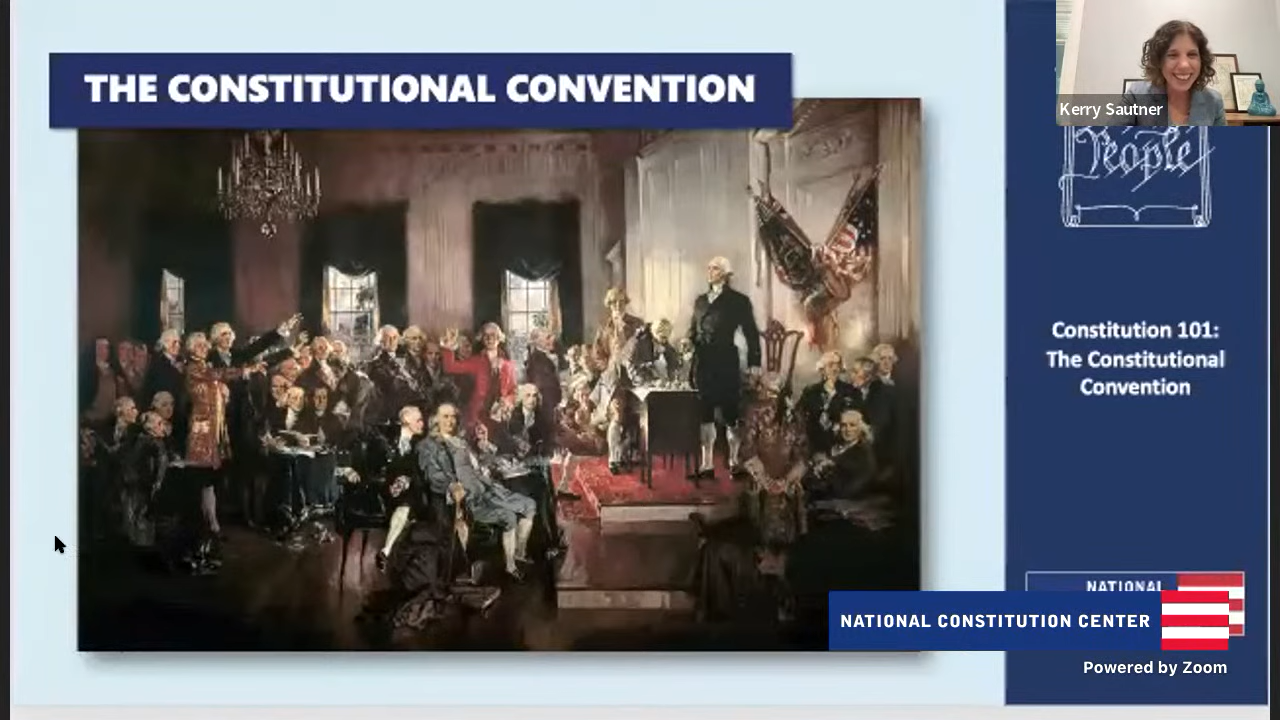 THE CONSTITUTIONAL CONVENTION
Kerry Sautner
People
Constitution 101:
The Constitutional
Convention
NATIONAL
NATIONAL CONSTITUTION CENTER
Powered by Zoom